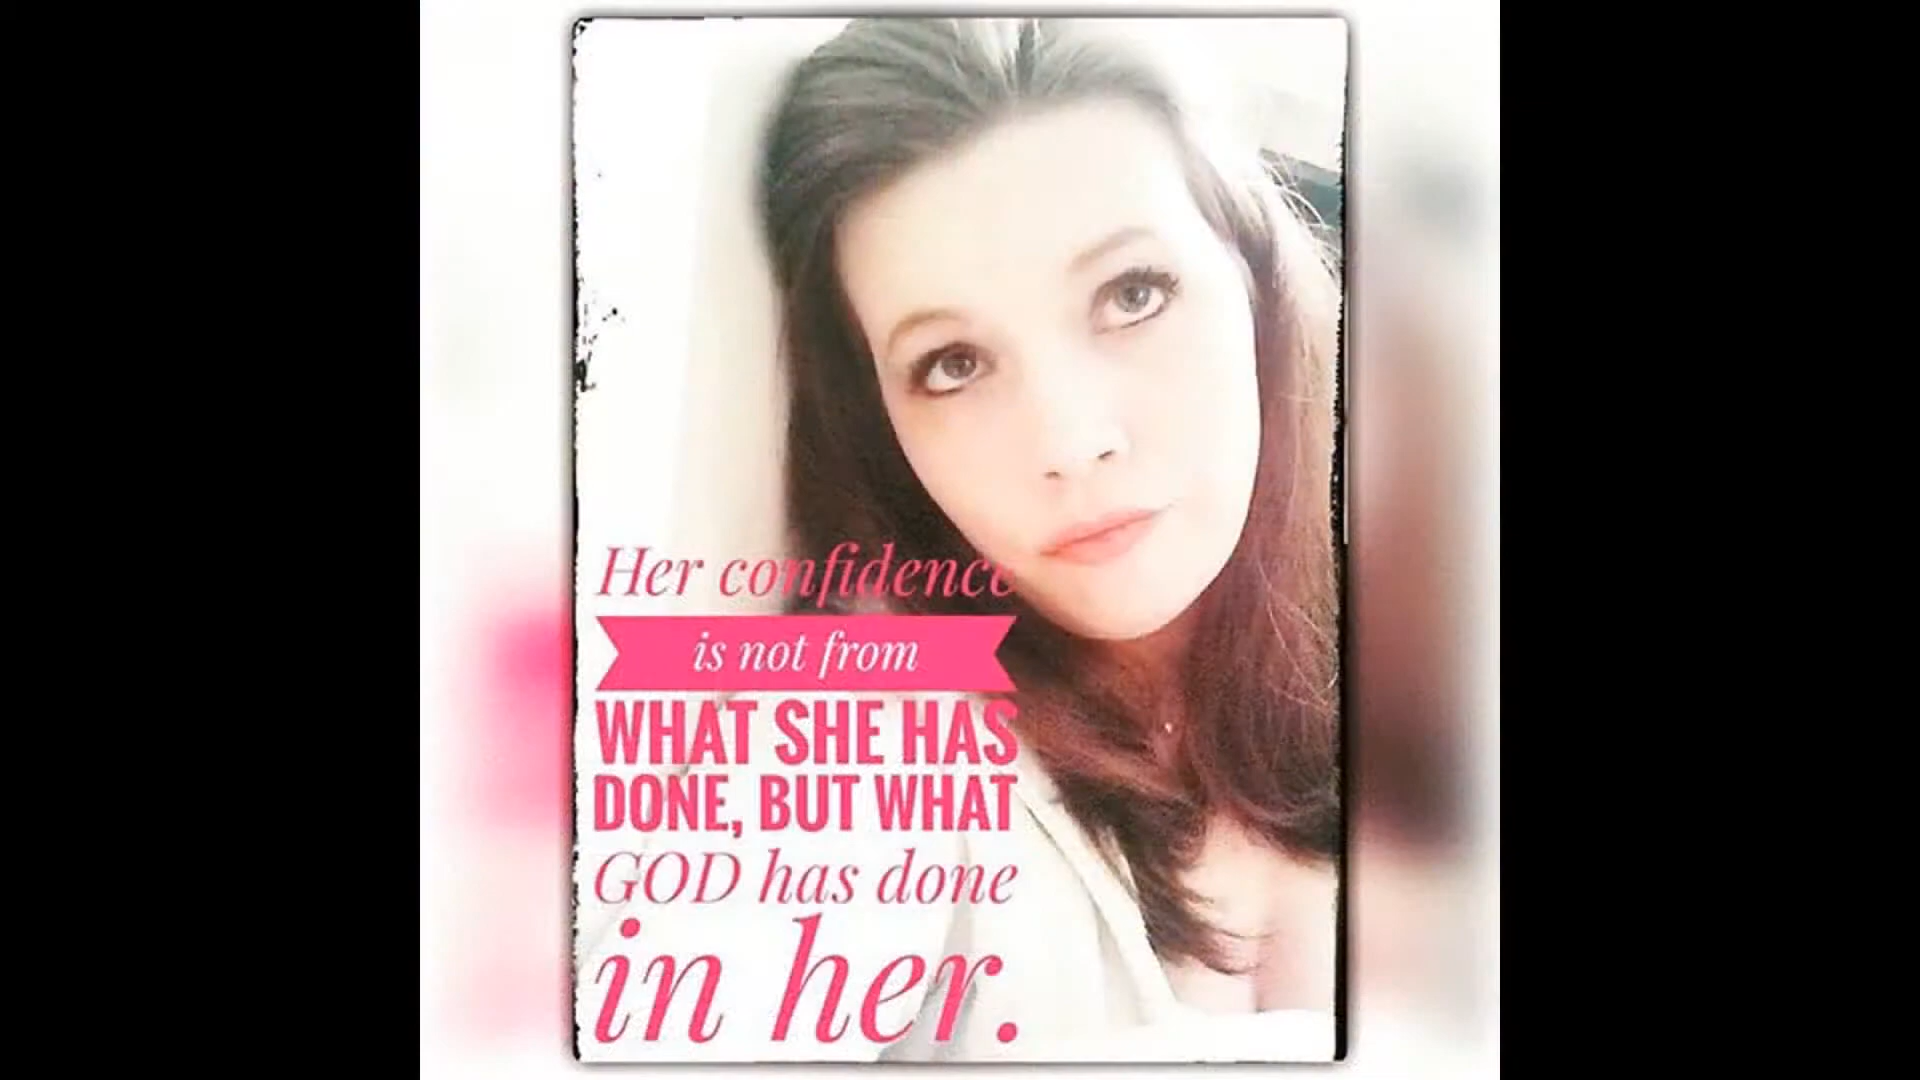 Her confidence
is not from
WHAT SHE HAS
DONE, BUT WHAT
GOD has done
in her.